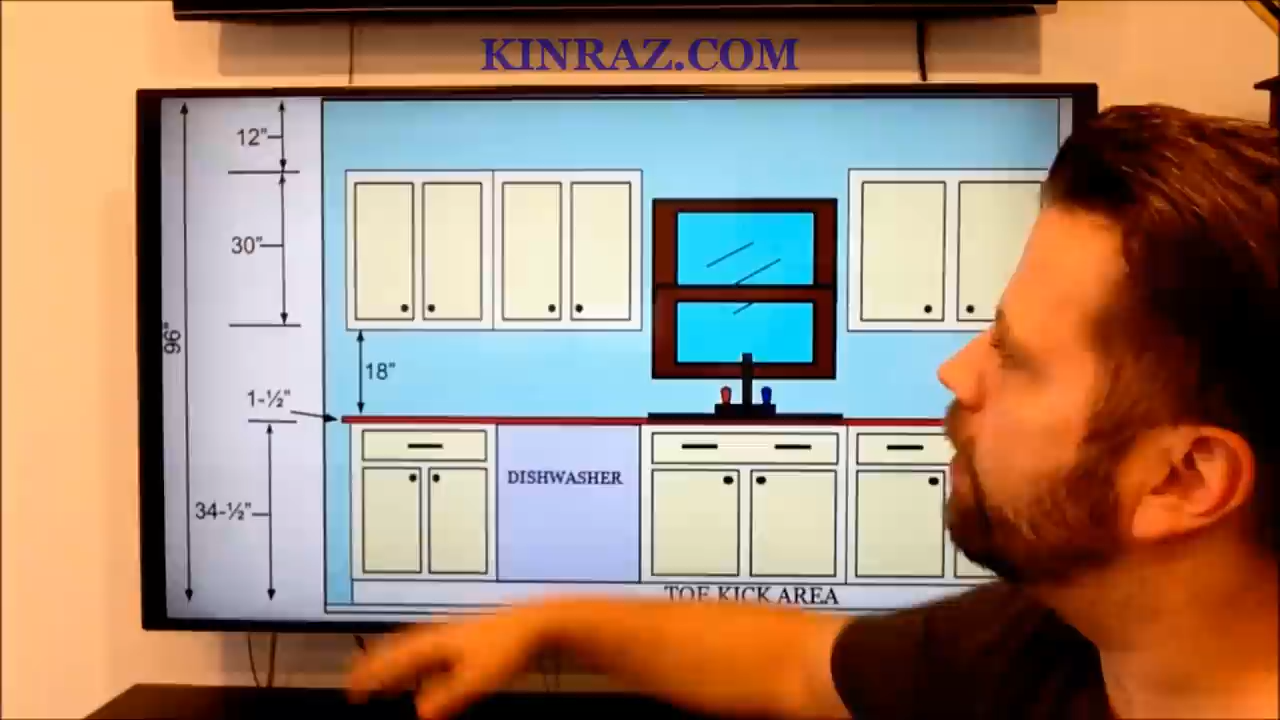 KINRAZ.COM
12"
30"
96"
18"
1-½"
DISHWASHER
34-½"
TOE KICK AREA